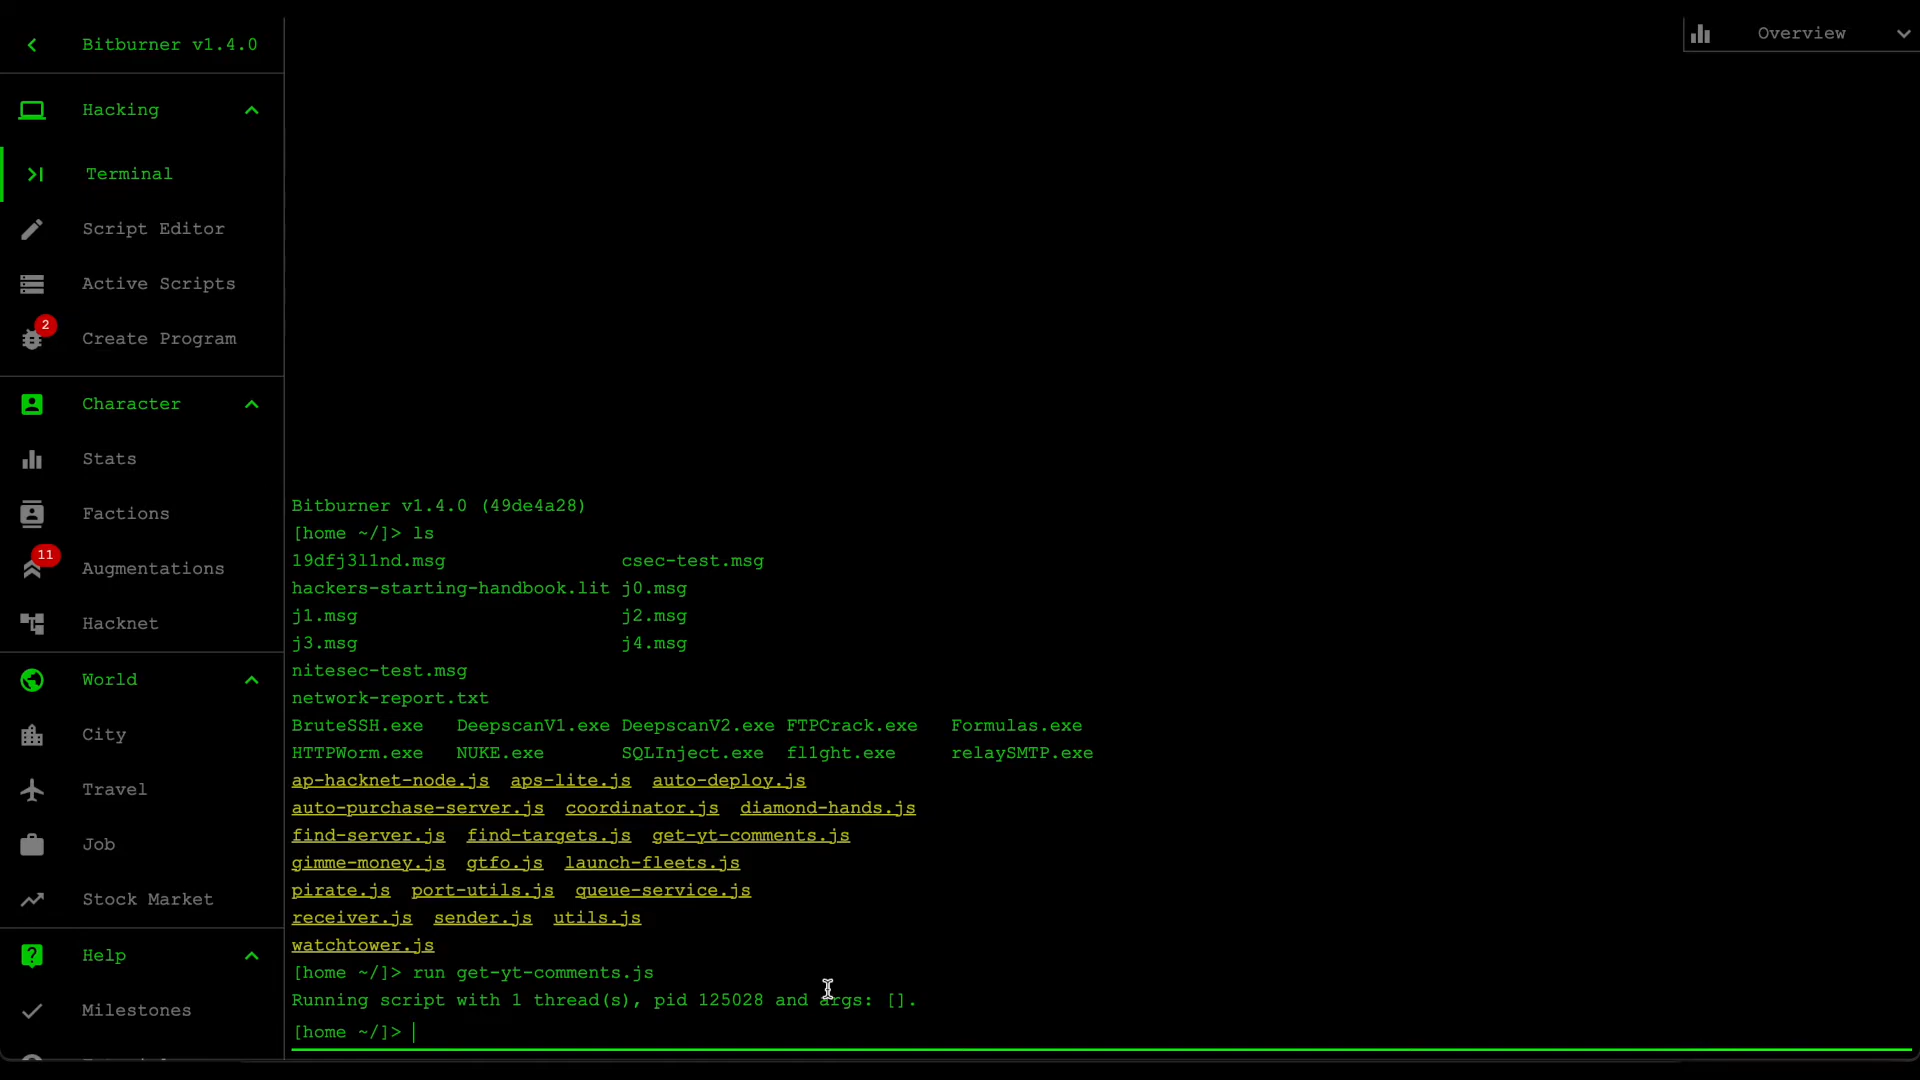 Bitburner v1.4.0
Hacking
Terminal
Script Editor
Active Scripts
2
Create Program
Character
Stats
Factions
11
Augmentations
Hacknet
World
City
Travel
Job
Stock Market
Help
Milestones
Overview
Bitburner v1.4.0 (49de4a28)
[home ~/]> ls
19dfj3l1nd.msg csec-test.msg
hackers-starting-handbook.lit j0.msg
j1.msg j2.msg
j3.msg j4.msg
nitesec-test.msg
network-report.txt
BruteSSH.exe DeepscanV1.exe DeepscanV2.exe FTPCrack.exe Formulas.exe
HTTPWorm.exe NUKE.exe SQLInject.exe fl1ght.exe relaySMTP.exe
ap-hacknet-node.js aps-lite.js auto-deploy.js
auto-purchase-server.js coordinator.js diamond-hands.js
find-server.js find-targets.js get-yt-comments.js
gimme-money.js gtfo.js launch-fleets.js
pirate.js port-utils.js queue-service.js
receiver.js sender.js utils.js
watchtower.js
[home ~/]> run get-yt-comments.js
Running script with 1 thread(s), pid 125028 and args: [].
[home ~/]>